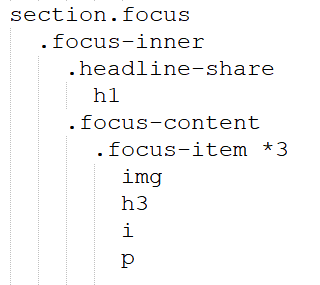 section.focus
.focus-inner
.headline-share
h1
.focus-content
.focus-item *3
img
h3
i
p